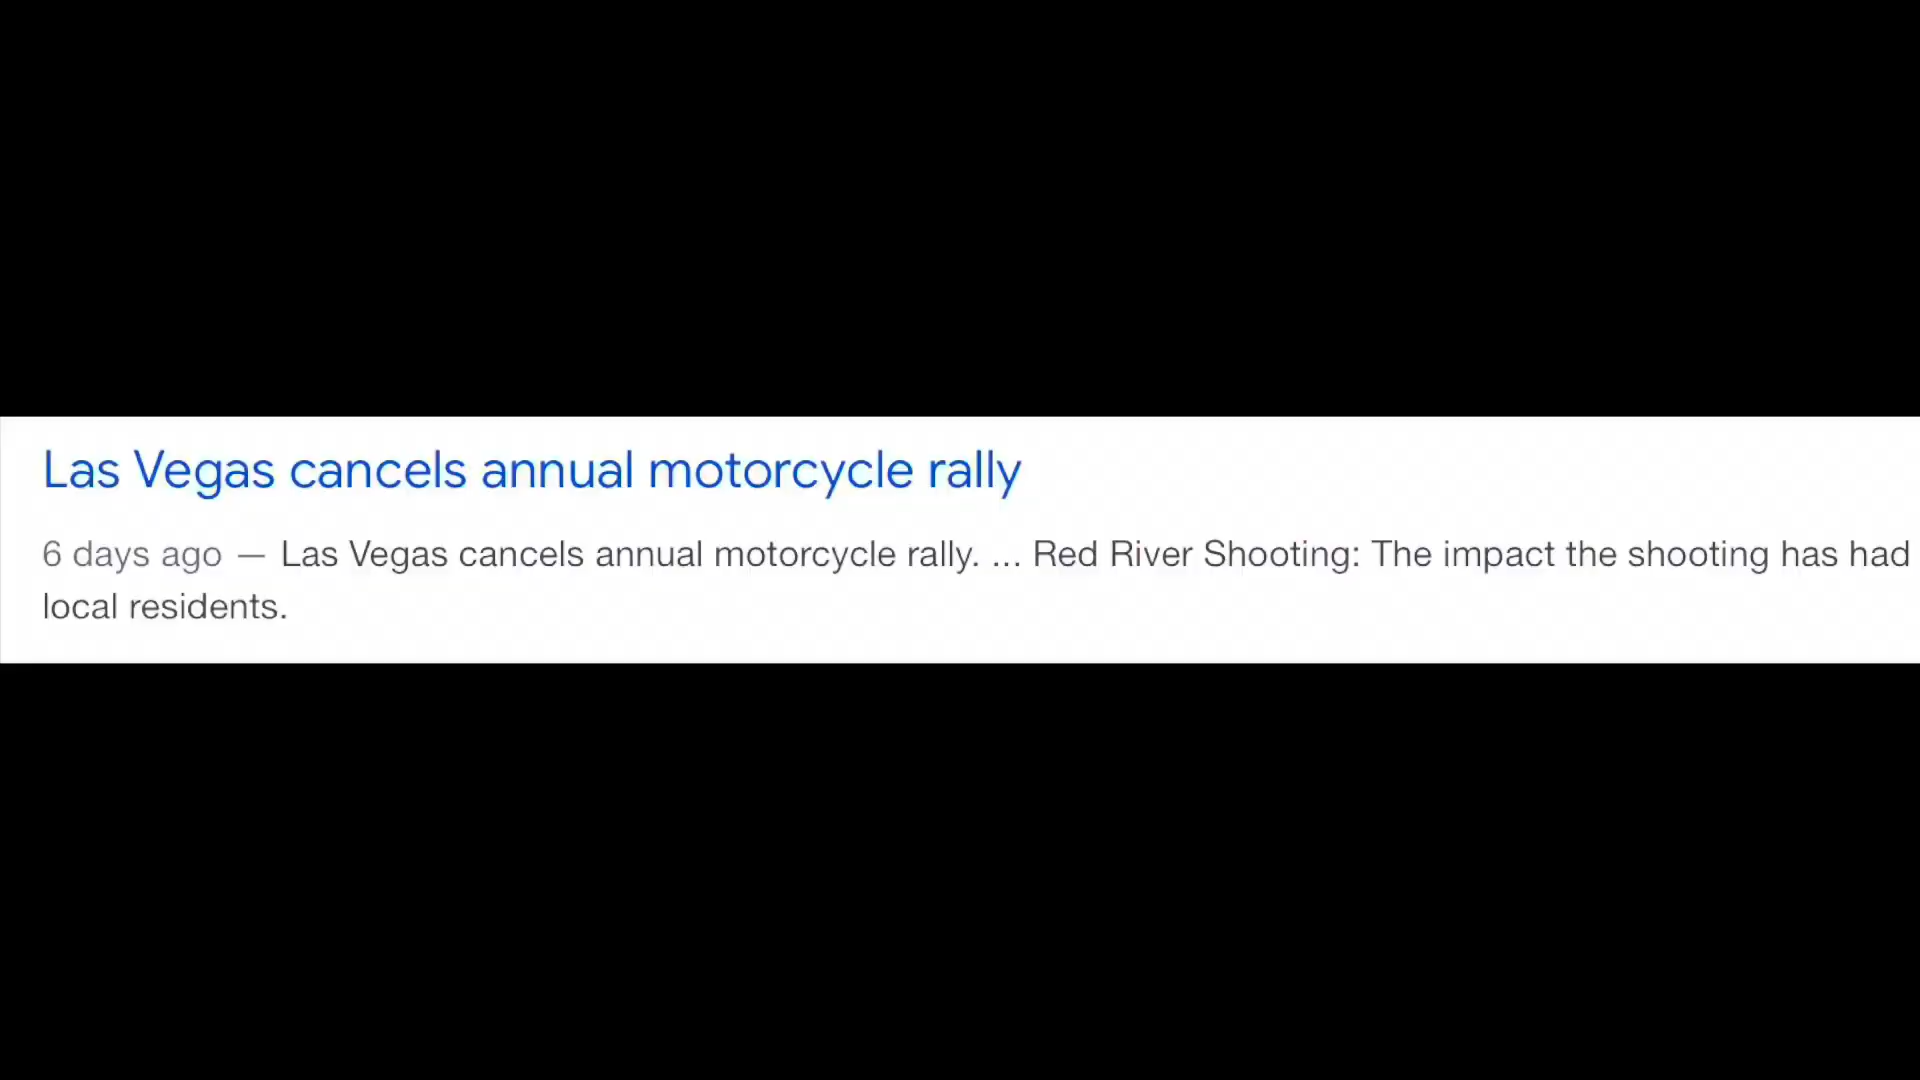 Las Vegas cancels annual motorcycle rally
6 days ago — Las Vegas cancels annual motorcycle rally. ... Red River Shooting: The impact the shooting has had
local residents.